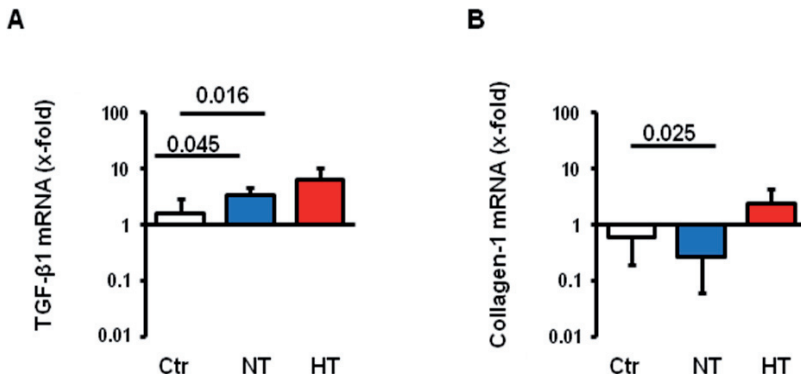 A
TGF-β1 mRNA (x-fold)
100
10
1
0.1
0.01
0.016
0.045
Ctr NT HT
B
Collagen-1 mRNA (x-fold)
100
10
1
0.1
0.01
0.025
Ctr NT HT